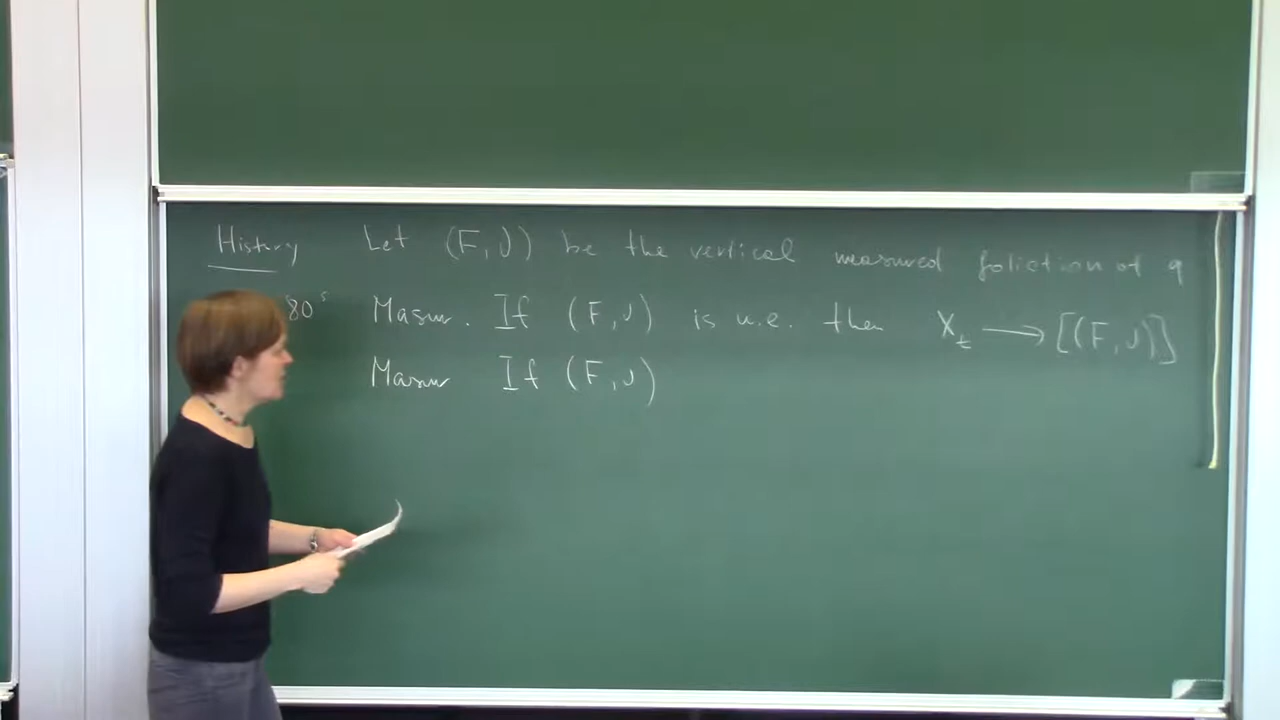 History Let (F, ν) be the vertical measured foliation of q
80's Masur. If (F, ν) is u.e. then X_t ⟶ [(F, ν)]
Masur If (F, ν)